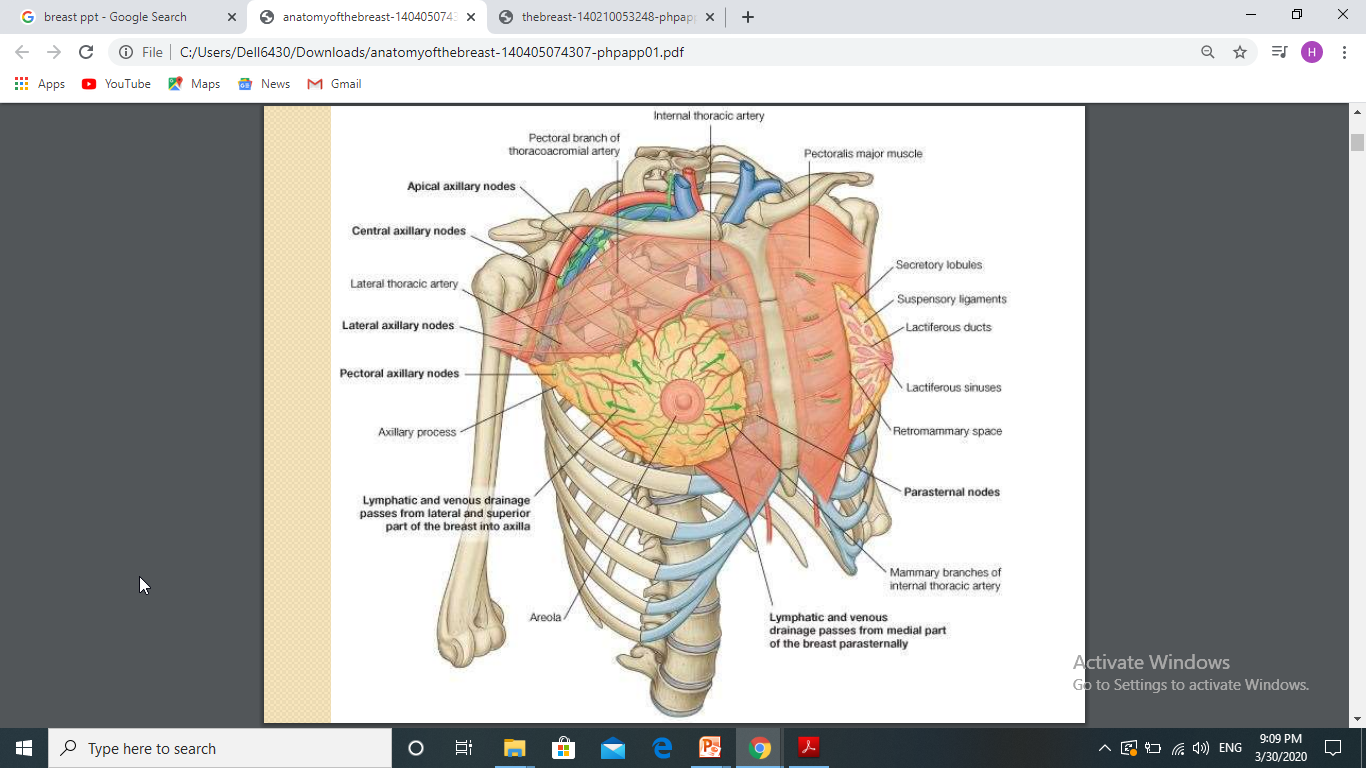 breast ppt - Google Search
anatomyofthebreast-1404050743
thebreast-140210053248-phpapp
File
C:/Users/Dell6430/Downloads/anatomyofthebreast-140405074307-phpapp01.pdf
H
Apps
YouTube
Maps
News
Gmail
Internal thoracic artery
Pectoral branch of
thoracoacromial artery
Pectoralis major muscle
Apical axillary nodes
Central axillary nodes
Secretory lobules
Lateral thoracic artery
Suspensory ligaments
Lateral axillary nodes
Lactiferous ducts
Pectoral axillary nodes
Lactiferous sinuses
Axillary process
Retromammary space
Lymphatic and venous drainage
passes from lateral and superior
part of the breast into axilla
Parasternal nodes
Mammary branches of
internal thoracic artery
Areola
Lymphatic and venous
drainage passes from medial part
of the breast parasternally
Activate Windows
Go to Settings to activate Windows.
Type here to search
ENG
9:09 PM
3/30/2020